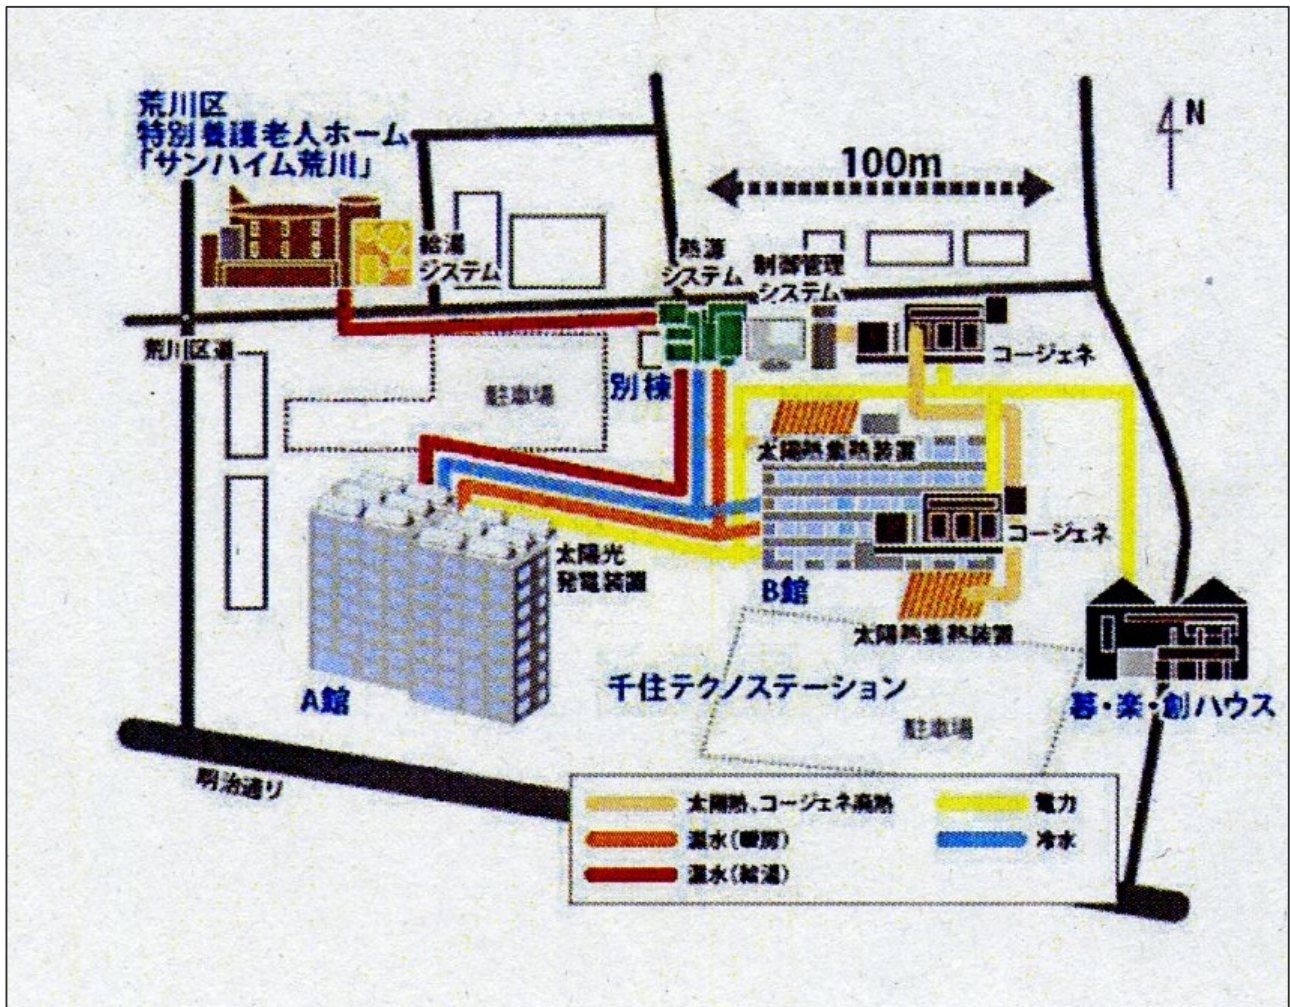 荒川区
特別養護老人ホーム
「サンハイム荒川」
N
100m
給湯
システム
熱源
システム
制御管理
システム
荒川区道
コージェネ
別棟
駐車場
太陽熱集熱装置
コージェネ
太陽光
発電装置
B館
太陽熱集熱装置
A館
千住テクノステーション
暮・楽・創ハウス
駐車場
明治通り
太陽熱、コージェネ廃熱
電力
温水(暖房)
冷水
温水(給湯)